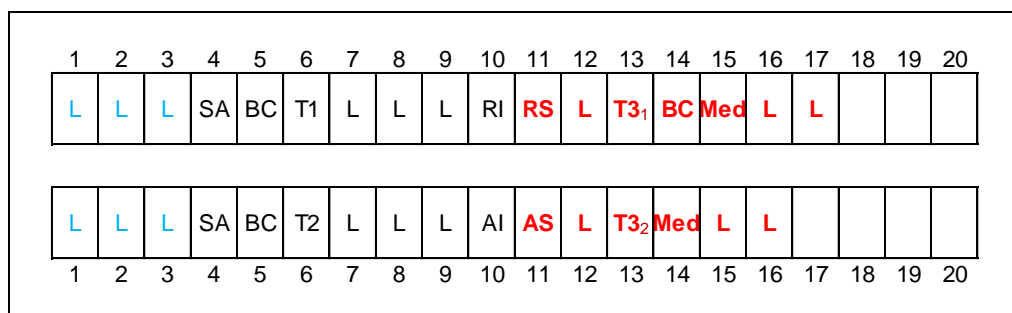 1 2 3 4 5 6 7 8 9 10 11 12 13 14 15 16 17 18 19 20
L L L SA BC T1 L L L RI RS L T3₁ BC Med L L
L L L SA BC T2 L L L AI AS L T3₂ Med L L
1 2 3 4 5 6 7 8 9 10 11 12 13 14 15 16 17 18 19 20